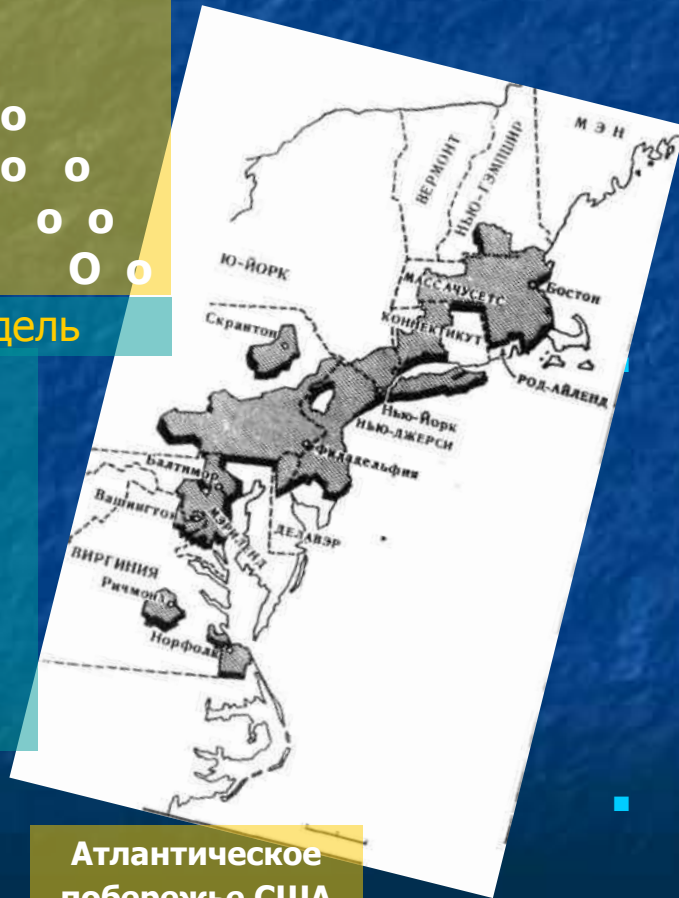 о
о о
о о
О о
дель
МЭН
ВЕРМОНТ
НЬЮ-ГЭМПШИР
Ю-ЙОРК
МАССАЧУСЕТС
Бостон
Скрантон
КОННЕКТИКУТ
РОД-АЙЛЕНД
Нью-Йорк
НЬЮ-ДЖЕРСИ
Филадельфия
Балтимор
Вашингтон
МЭРИЛЕНД
ДЕЛАВЭР
ВИРГИНИЯ
Ричмонд
Норфолк
Атлантическое
побережье США